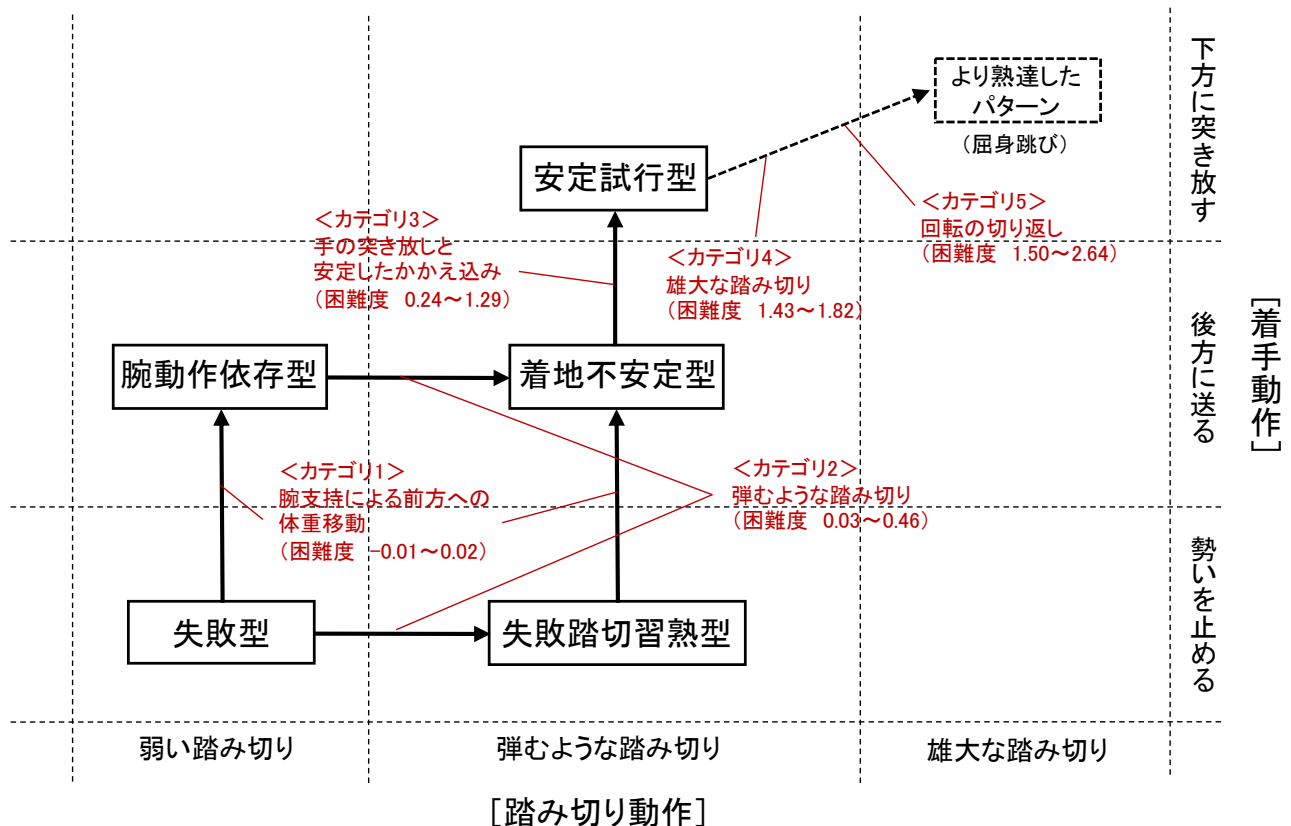 より熟達した
パターン
（屈身跳び）
安定試行型
＜カテゴリ3＞
手の突き放しと
安定したかかえ込み
（困難度 0.24～1.29）
＜カテゴリ4＞
雄大な踏み切り
（困難度 1.43～1.82）
＜カテゴリ5＞
回転の切り返し
（困難度 1.50～2.64）
腕動作依存型
着地不安定型
＜カテゴリ1＞
腕支持による前方への
体重移動
（困難度 -0.01～0.02）
＜カテゴリ2＞
弾むような踏み切り
（困難度 0.03～0.46）
失敗型
失敗踏切習熟型
下方に突き放す
後方に送る
勢いを止める
［着手動作］
弱い踏み切り
弾むような踏み切り
雄大な踏み切り
［踏み切り動作］